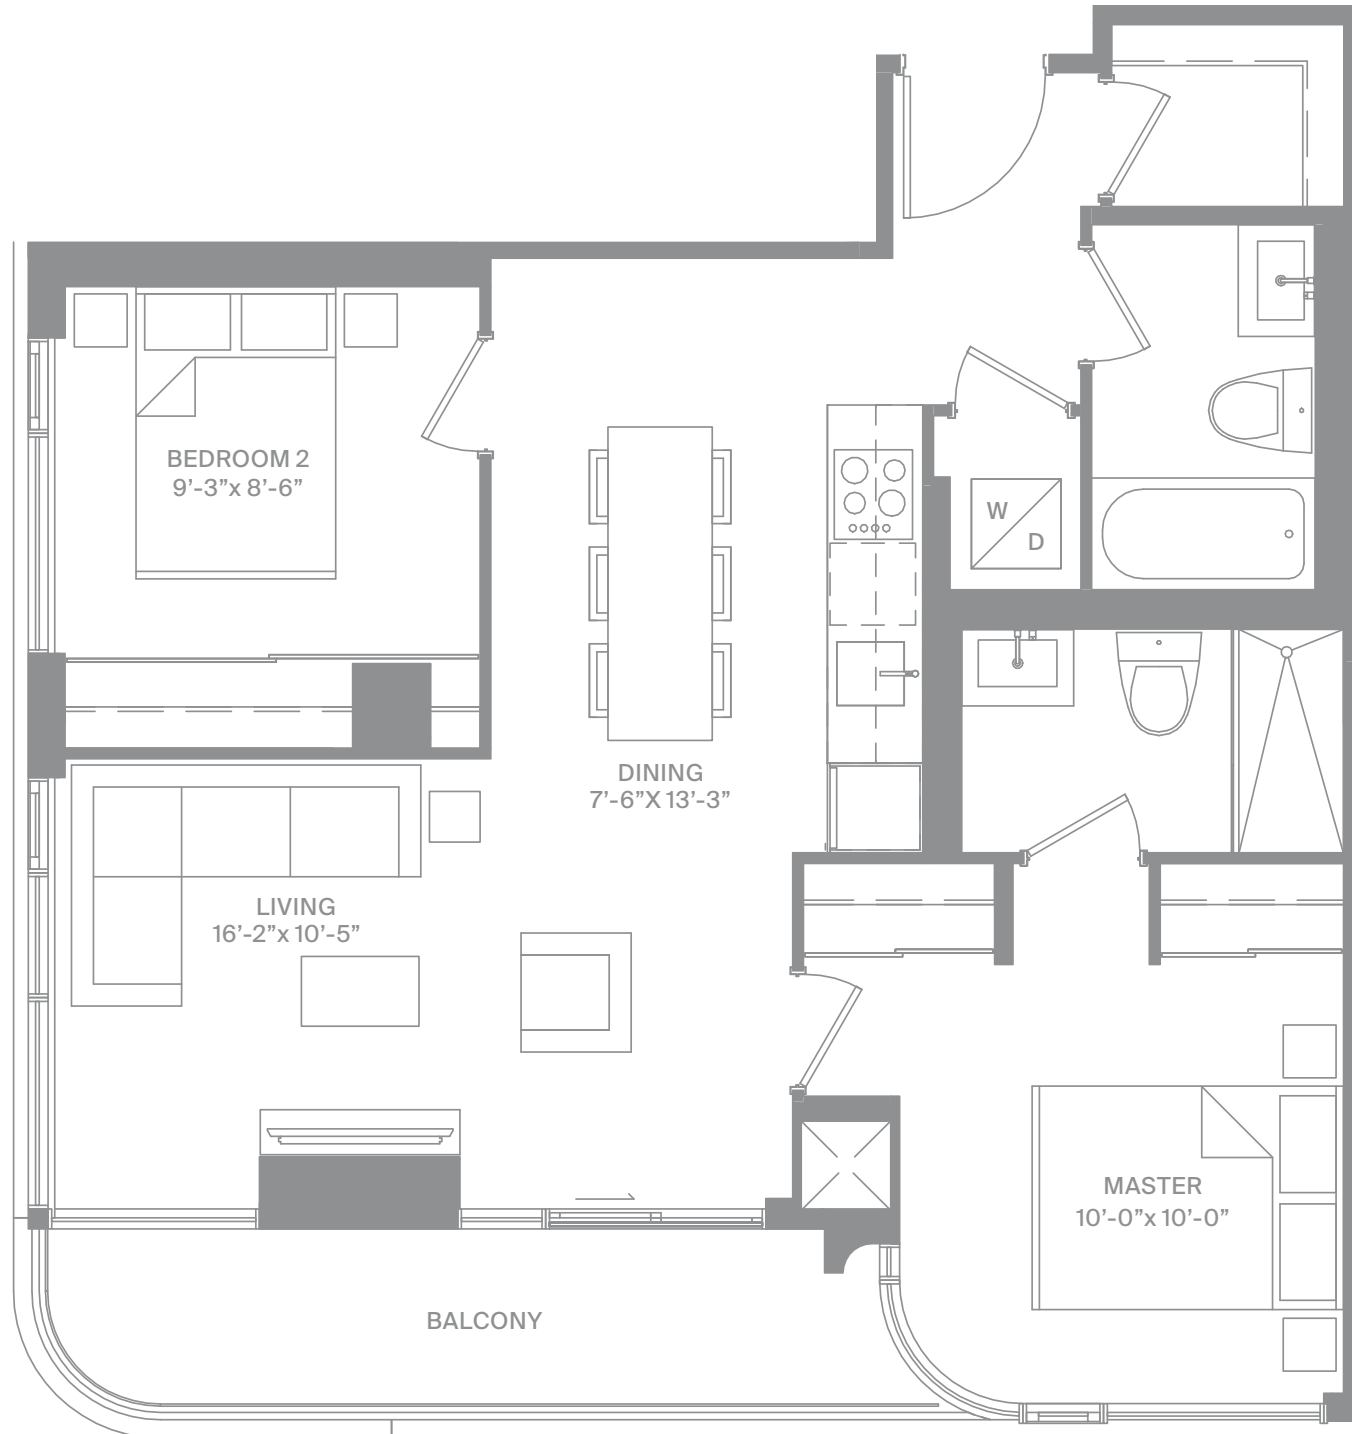 BEDROOM 2
9’-3”x 8’-6”
W
D
DINING
7’-6”X 13’-3”
LIVING
16’-2”x 10’-5”
MASTER
10’-0”x 10’-0”
BALCONY